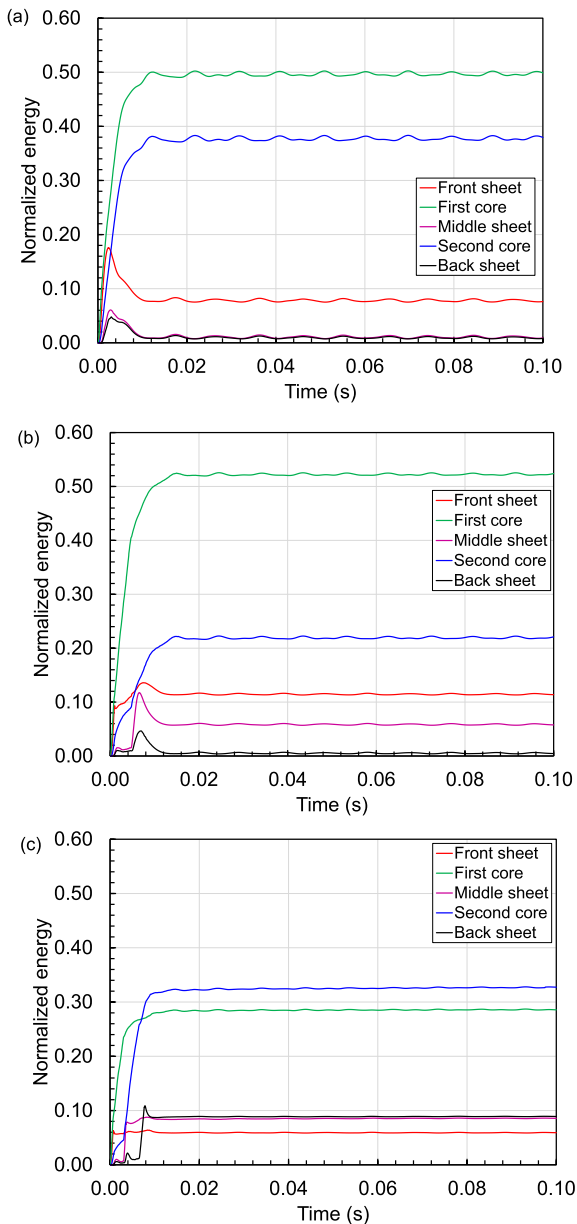 (a)
0.60
0.50
0.40
0.30
0.20
0.10
0.00
Normalized energy
Front sheet
First core
Middle sheet
Second core
Back sheet
0.00 0.02 0.04 0.06 0.08 0.10
Time (s)
(b)
0.60
0.50
0.40
0.30
0.20
0.10
0.00
Normalized energy
Front sheet
First core
Middle sheet
Second core
Back sheet
0.00 0.02 0.04 0.06 0.08 0.10
Time (s)
(c)
0.60
0.50
0.40
0.30
0.20
0.10
0.00
Normalized energy
Front sheet
First core
Middle sheet
Second core
Back sheet
0.00 0.02 0.04 0.06 0.08 0.10
Time (s)